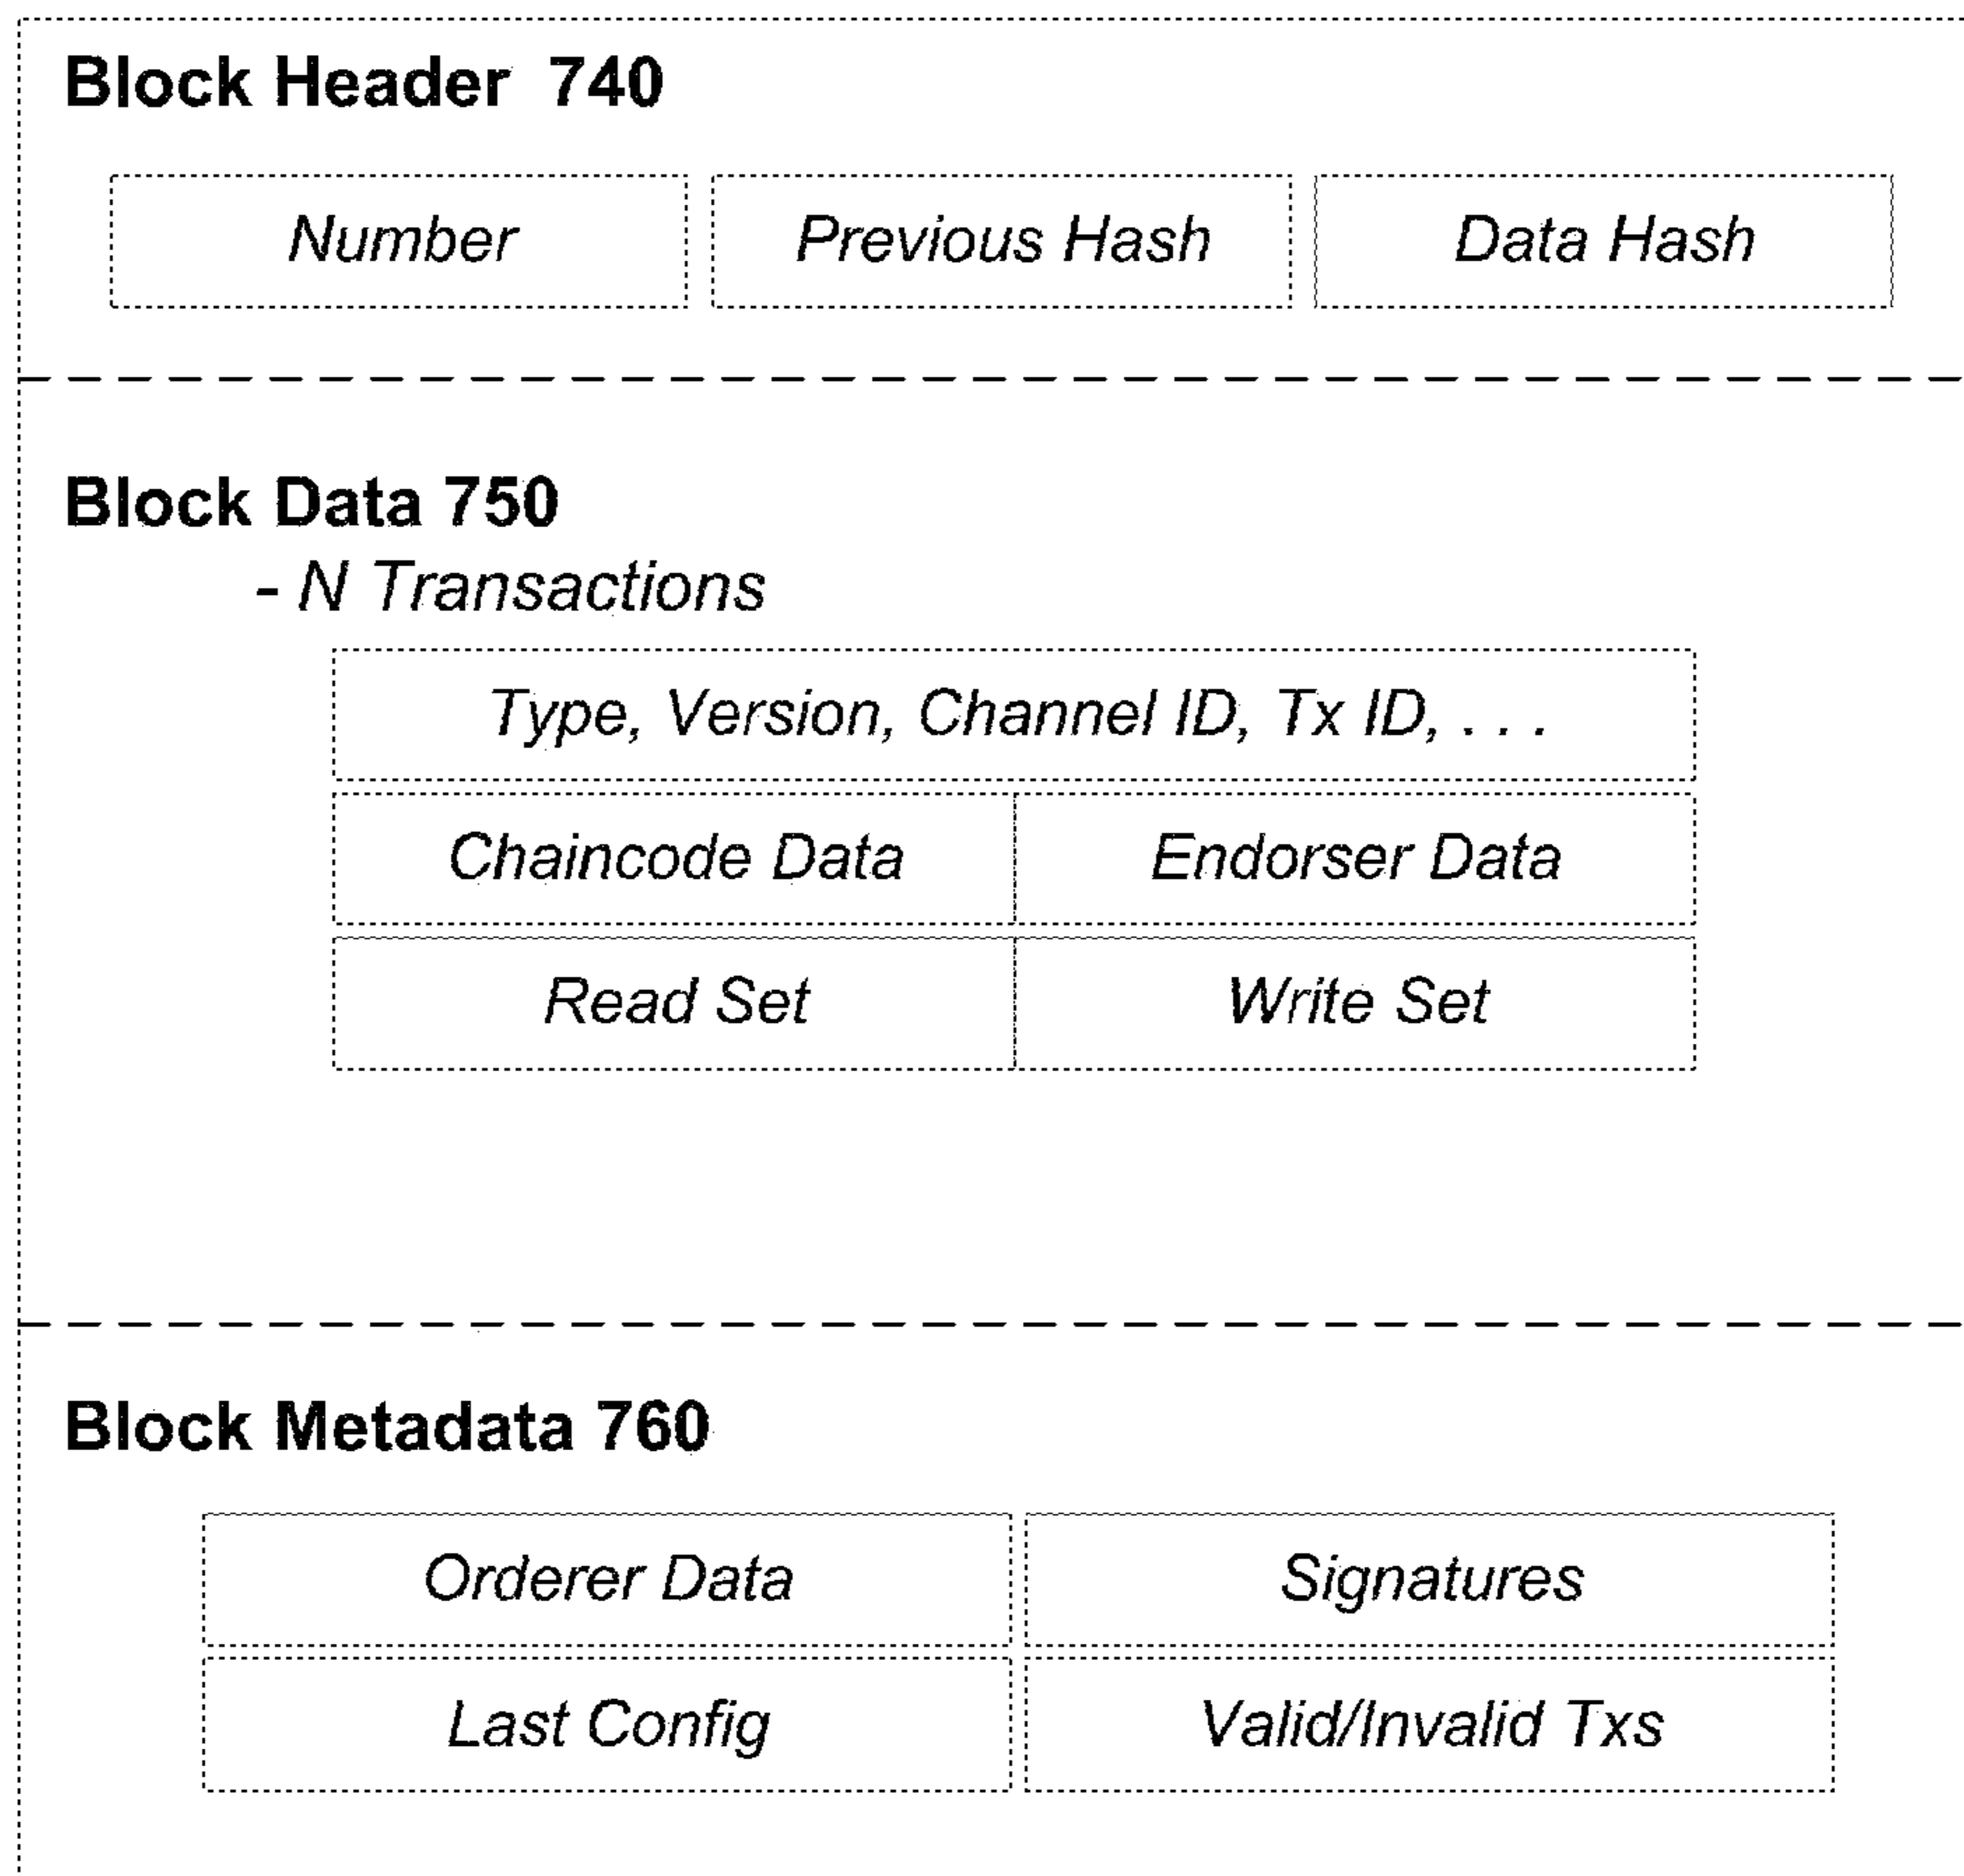 Block Header 740
Number Previous Hash Data Hash
Block Data 750
- N Transactions
Type, Version, Channel ID, Tx ID, . . .
Chaincode Data Endorser Data
Read Set Write Set
Block Metadata 760
Orderer Data Signatures
Last Config Valid/Invalid Txs